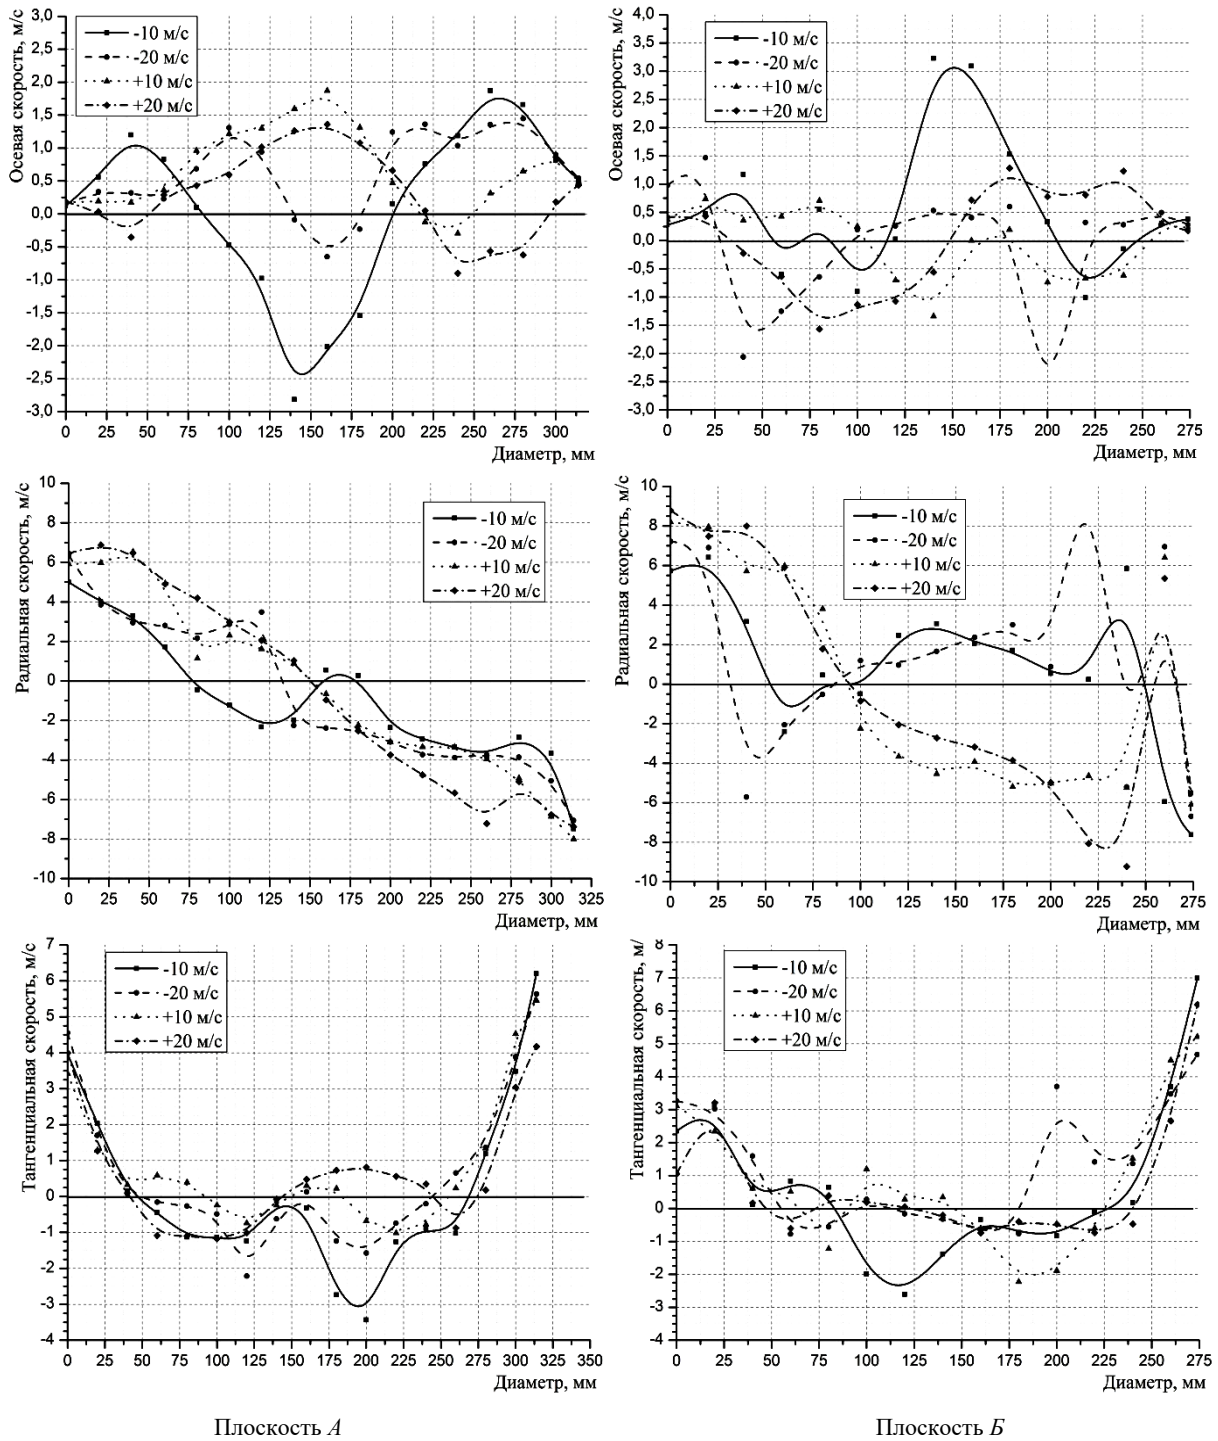 Осевая скорость, м/с
3,0
2,5
2,0
1,5
1,0
0,5
0,0
-0,5
-1,0
-1,5
-2,0
-2,5
-3,0
-10 м/с
-20 м/с
+10 м/с
+20 м/с
0 25 50 75 100 125 150 175 200 225 250 275 300
Диаметр, мм
Осевая скорость, м/с
4,0
3,5
3,0
2,5
2,0
1,5
1,0
0,5
0,0
-0,5
-1,0
-1,5
-2,0
-2,5
-3,0
-10 м/с
-20 м/с
+10 м/с
+20 м/с
0 25 50 75 100 125 150 175 200 225 250 275
Диаметр, мм
Радиальная скорость, м/с
10
8
6
4
2
0
-2
-4
-6
-8
-10
-10 м/с
-20 м/с
+10 м/с
+20 м/с
0 25 50 75 100 125 150 175 200 225 250 275 300 325
Диаметр, мм
Радиальная скорость, м/с
10
8
6
4
2
0
-2
-4
-6
-8
-10
-10 м/с
-20 м/с
+10 м/с
+20 м/с
0 25 50 75 100 125 150 175 200 225 250 275
Диаметр, мм
Тангенциальная скорость, м/с
7
6
5
4
3
2
1
0
-1
-2
-3
-4
-10 м/с
-20 м/с
+10 м/с
+20 м/с
0 25 50 75 100 125 150 175 200 225 250 275 300 325 350
Диаметр, мм
Тангенциальная скорость, м/
8
7
6
5
4
3
2
1
0
-1
-2
-3
-4
-10 м/с
-20 м/с
+10 м/с
+20 м/с
0 25 50 75 100 125 150 175 200 225 250 275
Диаметр, мм
Плоскость А
Плоскость Б